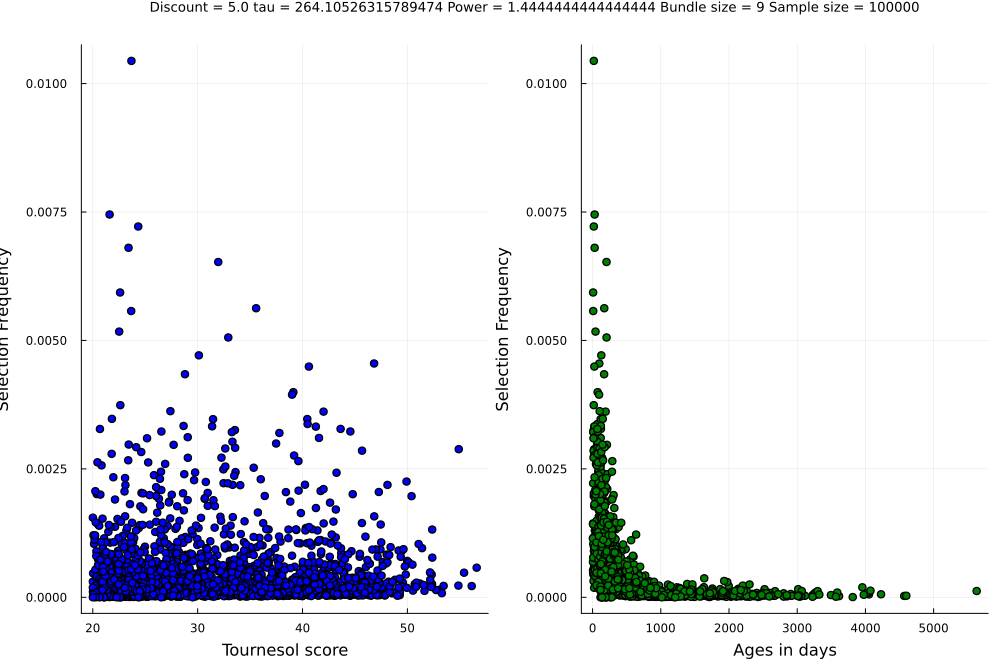 Discount = 5.0 tau = 264.10526315789474 Power = 1.4444444444444444 Bundle size = 9 Sample size = 100000
0.0100
0.0075
0.0050
0.0025
0.0000
Selection Frequency
20 30 40 50
Tournesol score
0.0100
0.0075
0.0050
0.0025
0.0000
Selection Frequency
0 1000 2000 3000 4000 5000
Ages in days